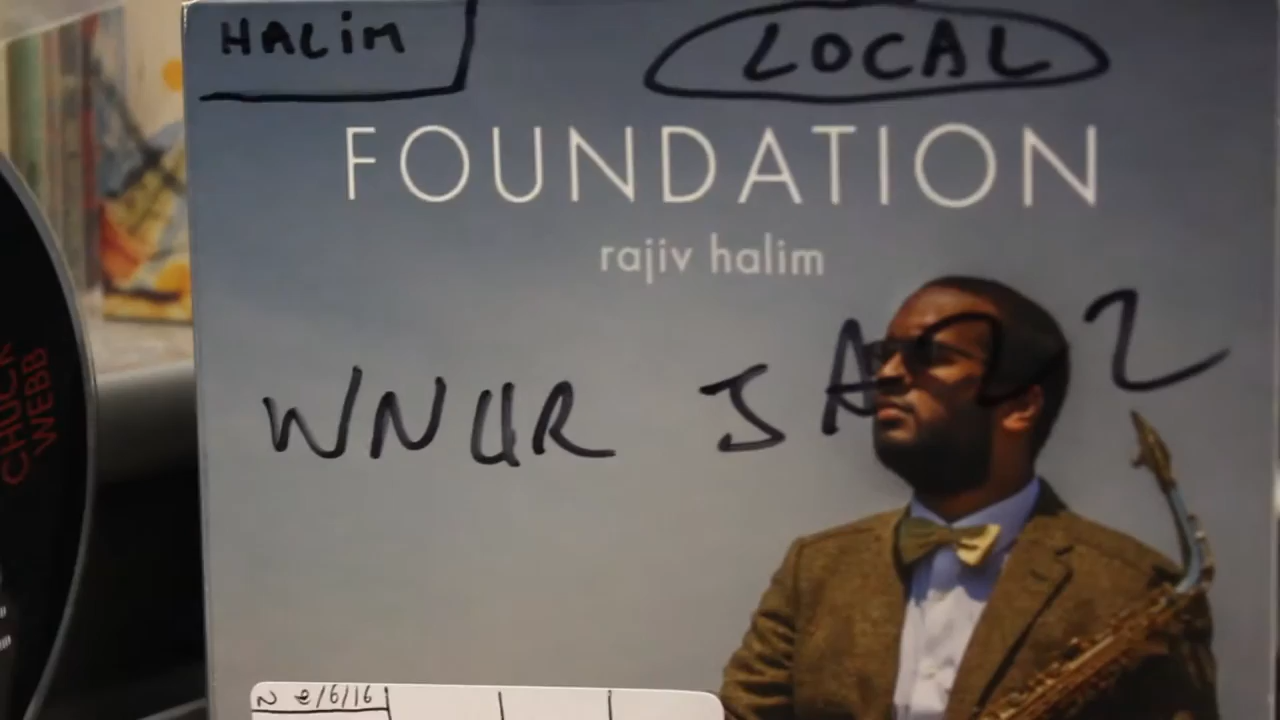 HALiM
LOCAL
FOUNDATION
rajiv halim
WNUR JAZZ
CHUCK
WEBB